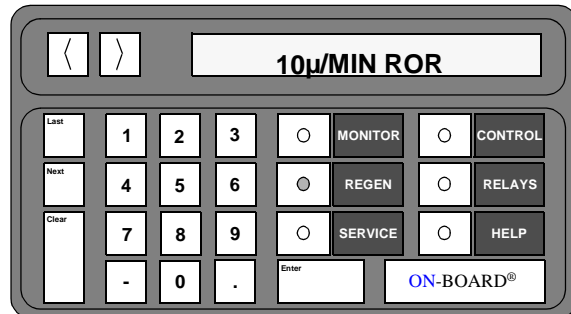 〈 〉 10µ/MIN ROR
Last 1 2 3 MONITOR CONTROL
Next 4 5 6 REGEN RELAYS
Clear 7 8 9 SERVICE HELP
- 0 . Enter ON-BOARD®